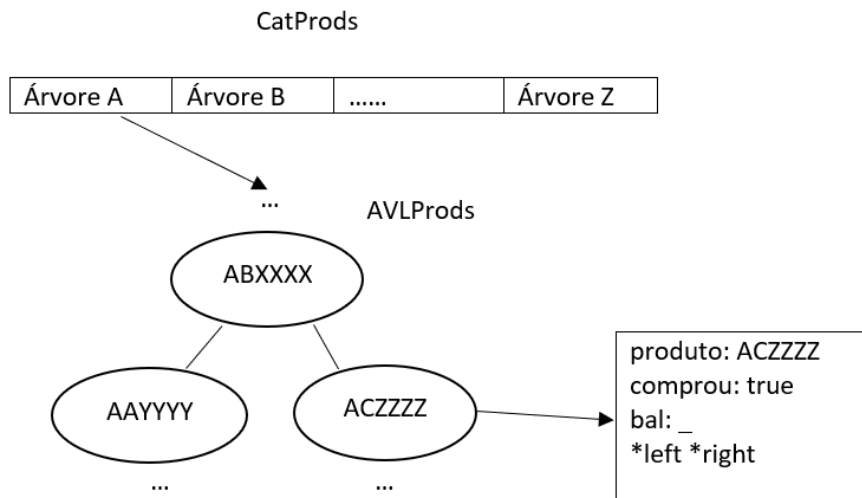 CatProds
Árvore A
Árvore B
......
Árvore Z
...
AVLProds
ABXXXX
AAYYYY
ACZZZZ
produto: ACZZZZ
comprou: true
bal: _
*left *right
...
...